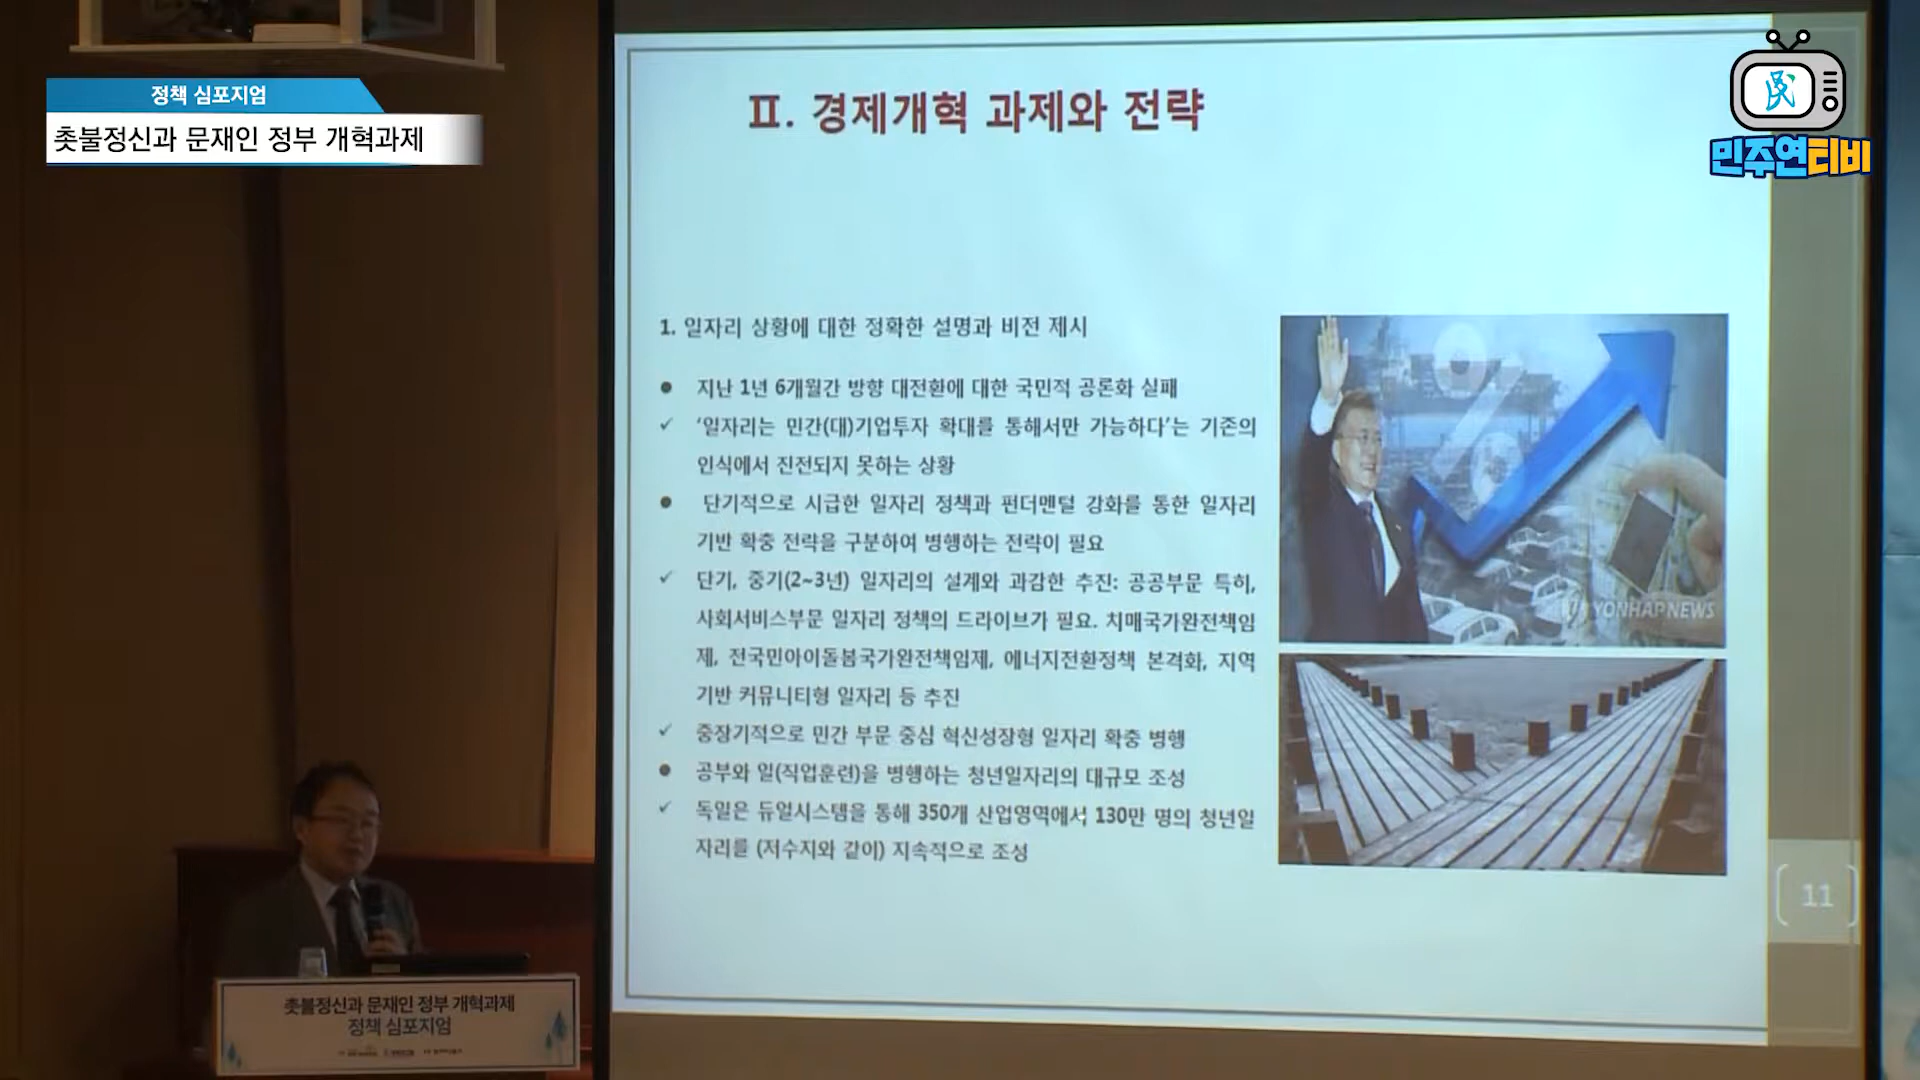 정책 심포지엄
촛불정신과 문재인 정부 개혁과제
民
민주연티비
Ⅱ. 경제개혁 과제와 전략
1. 일자리 상황에 대한 정확한 설명과 비전 제시
● 지난 1년 6개월간 방향 대전환에 대한 국민적 공론화 실패
✓ ‘일자리는 민간(대)기업투자 확대를 통해서만 가능하다’는 기존의
인식에서 진전되지 못하는 상황
● 단기적으로 시급한 일자리 정책과 펀더멘털 강화를 통한 일자리
기반 확충 전략을 구분하여 병행하는 전략이 필요
✓ 단기, 중기(2~3년) 일자리의 설계와 과감한 추진: 공공부문 특히,
사회서비스부문 일자리 정책의 드라이브가 필요. 치매국가완전책임
제, 전국민아이돌봄국가완전책임제, 에너지전환정책 본격화, 지역
기반 커뮤니티형 일자리 등 추진
✓ 중장기적으로 민간 부문 중심 혁신성장형 일자리 확충 병행
● 공부와 일(직업훈련)을 병행하는 청년일자리의 대규모 조성
✓ 독일은 듀얼시스템을 통해 350개 산업영역에서 130만 명의 청년일
자리를 (저수지와 같이) 지속적으로 조성
%
YONHAPNEWS
11
촛불정신과 문재인 정부 개혁과제
정책 심포지엄